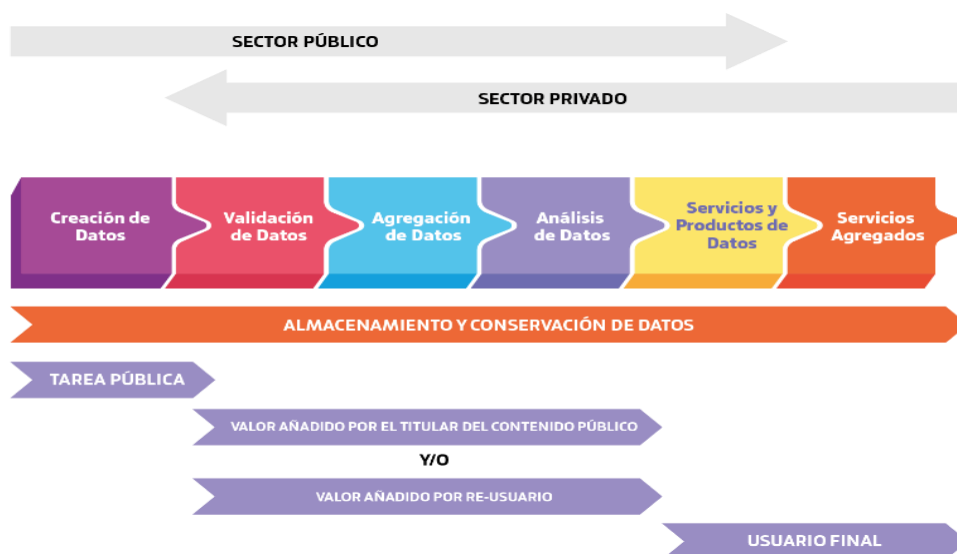 SECTOR PÚBLICO
SECTOR PRIVADO
Creación de
Datos
Validación
de Datos
Agregación
de Datos
Análisis
de Datos
Servicios y
Productos de
Datos
Servicios
Agregados
ALMACENAMIENTO Y CONSERVACIÓN DE DATOS
TAREA PÚBLICA
VALOR AÑADIDO POR EL TITULAR DEL CONTENIDO PÚBLICO
Y/O
VALOR AÑADIDO POR RE-USUARIO
USUARIO FINAL